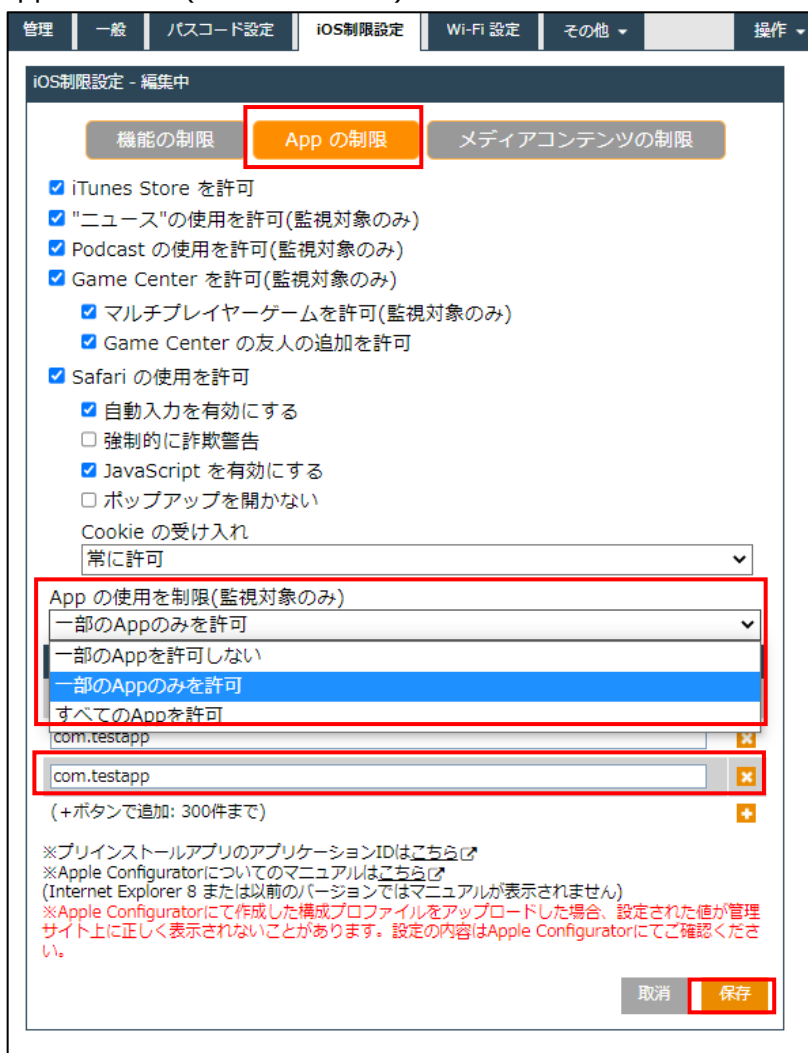 管理 一般 パスコード設定 iOS制限設定 Wi-Fi 設定 その他 操作
iOS制限設定 - 編集中
機能の制限 App の制限 メディアコンテンツの制限
iTunes Store を許可
"ニュース"の使用を許可(監視対象のみ)
Podcast の使用を許可(監視対象のみ)
Game Center を許可(監視対象のみ)
マルチプレイヤーゲームを許可(監視対象のみ)
Game Center の友人の追加を許可
Safari の使用を許可
自動入力を有効にする
強制的に詐欺警告
JavaScript を有効にする
ポップアップを開かない
Cookie の受け入れ
常に許可
App の使用を制限(監視対象のみ)
一部のAppのみを許可
一部のAppを許可しない
一部のAppのみを許可
すべてのAppを許可
com.testapp
com.testapp
(+ボタンで追加: 300件まで)
※プリインストールアプリのアプリケーションIDはこちら
※Apple Configuratorについてのマニュアルはこちら
(Internet Explorer 8 または以前のバージョンではマニュアルが表示されません)
※Apple Configuratorにて作成した構成プロファイルをアップロードした場合、設定された値が管理
サイト上に正しく表示されないことがあります。設定の内容はApple Configuratorにてご確認くださ
い。
取消 保存